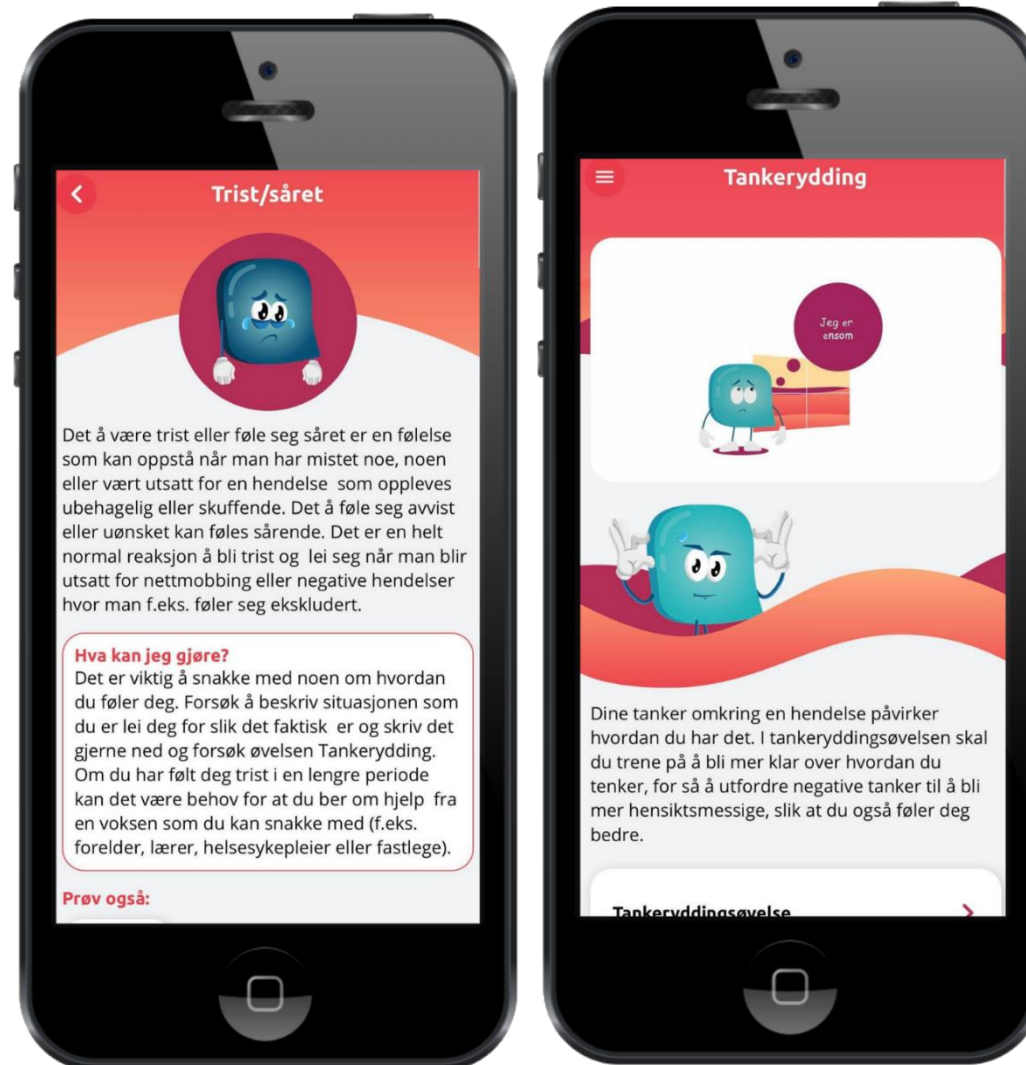 Trist/såret
Det å være trist eller føle seg såret er en følelse
som kan oppstå når man har mistet noe, noen
eller vært utsatt for en hendelse  som oppleves
ubehagelig eller skuffende. Det å føle seg avvist
eller uønsket kan føles sårende. Det er en helt
normal reaksjon å bli trist og  lei seg når man blir
utsatt for nettmobbing eller negative hendelser
hvor man f.eks. føler seg ekskludert.
Hva kan jeg gjøre?
Det er viktig å snakke med noen om hvordan
du føler deg. Forsøk å beskriv situasjonen som
du er lei deg for slik det faktisk  er og skriv det
gjerne ned og forsøk øvelsen Tankerydding.
Om du har følt deg trist i en lengre periode
kan det være behov for at du ber om hjelp  fra
en voksen som du kan snakke med (f.eks.
forelder, lærer, helsesykepleier eller fastlege).
Prøv også:
Tankerydding
Jeg er
ensom
Dine tanker omkring en hendelse påvirker
hvordan du har det. I tankeryddingsøvelsen skal
du trene på å bli mer klar over hvordan du
tenker, for så å utfordre negative tanker til å bli
mer hensiktsmessige, slik at du også føler deg
bedre.
Tankeryddingsøvelse